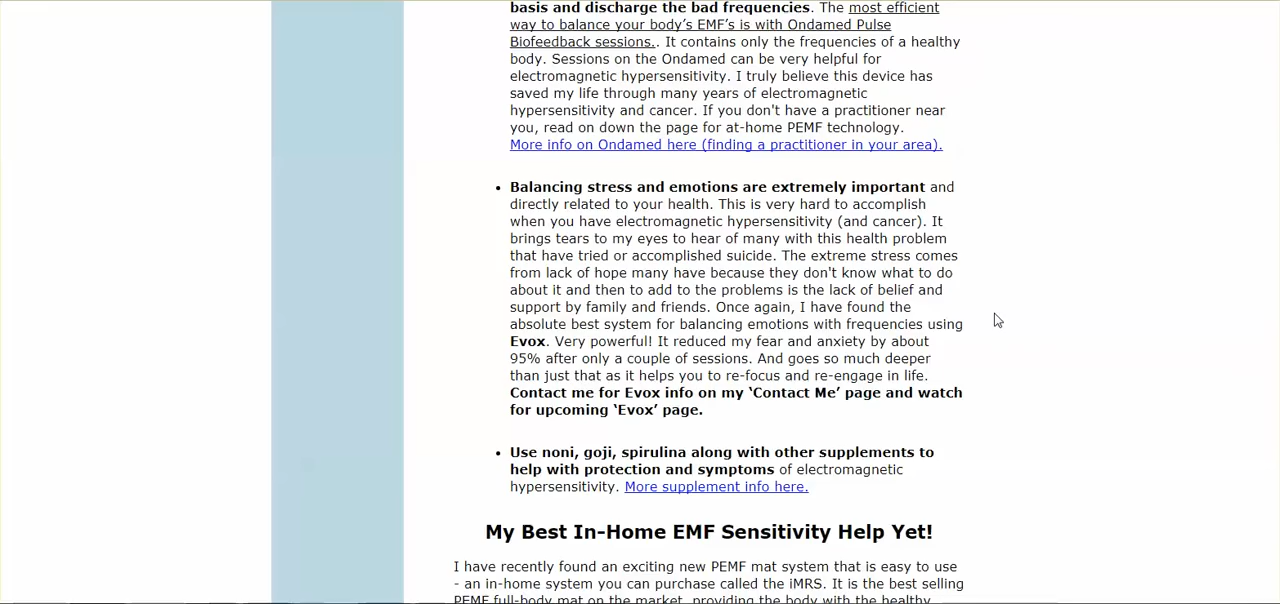 basis and discharge the bad frequencies. The most efficient
way to balance your body’s EMF’s is with Ondamed Pulse
Biofeedback sessions.. It contains only the frequencies of a healthy
body. Sessions on the Ondamed can be very helpful for
electromagnetic hypersensitivity. I truly believe this device has
saved my life through many years of electromagnetic
hypersensitivity and cancer. If you don't have a practitioner near
you, read on down the page for at-home PEMF technology.
More info on Ondamed here (finding a practitioner in your area).
• Balancing stress and emotions are extremely important and
directly related to your health. This is very hard to accomplish
when you have electromagnetic hypersensitivity (and cancer). It
brings tears to my eyes to hear of many with this health problem
that have tried or accomplished suicide. The extreme stress comes
from lack of hope many have because they don't know what to do
about it and then to add to the problems is the lack of belief and
support by family and friends. Once again, I have found the
absolute best system for balancing emotions with frequencies using
Evox. Very powerful! It reduced my fear and anxiety by about
95% after only a couple of sessions. And goes so much deeper
than just that as it helps you to re-focus and re-engage in life.
Contact me for Evox info on my ‘Contact Me’ page and watch
for upcoming ‘Evox’ page.
• Use noni, goji, spirulina along with other supplements to
help with protection and symptoms of electromagnetic
hypersensitivity. More supplement info here.
My Best In-Home EMF Sensitivity Help Yet!
I have recently found an exciting new PEMF mat system that is easy to use
- an in-home system you can purchase called the iMRS. It is the best selling
PEMF full-body mat on the market, providing the body with the healthy